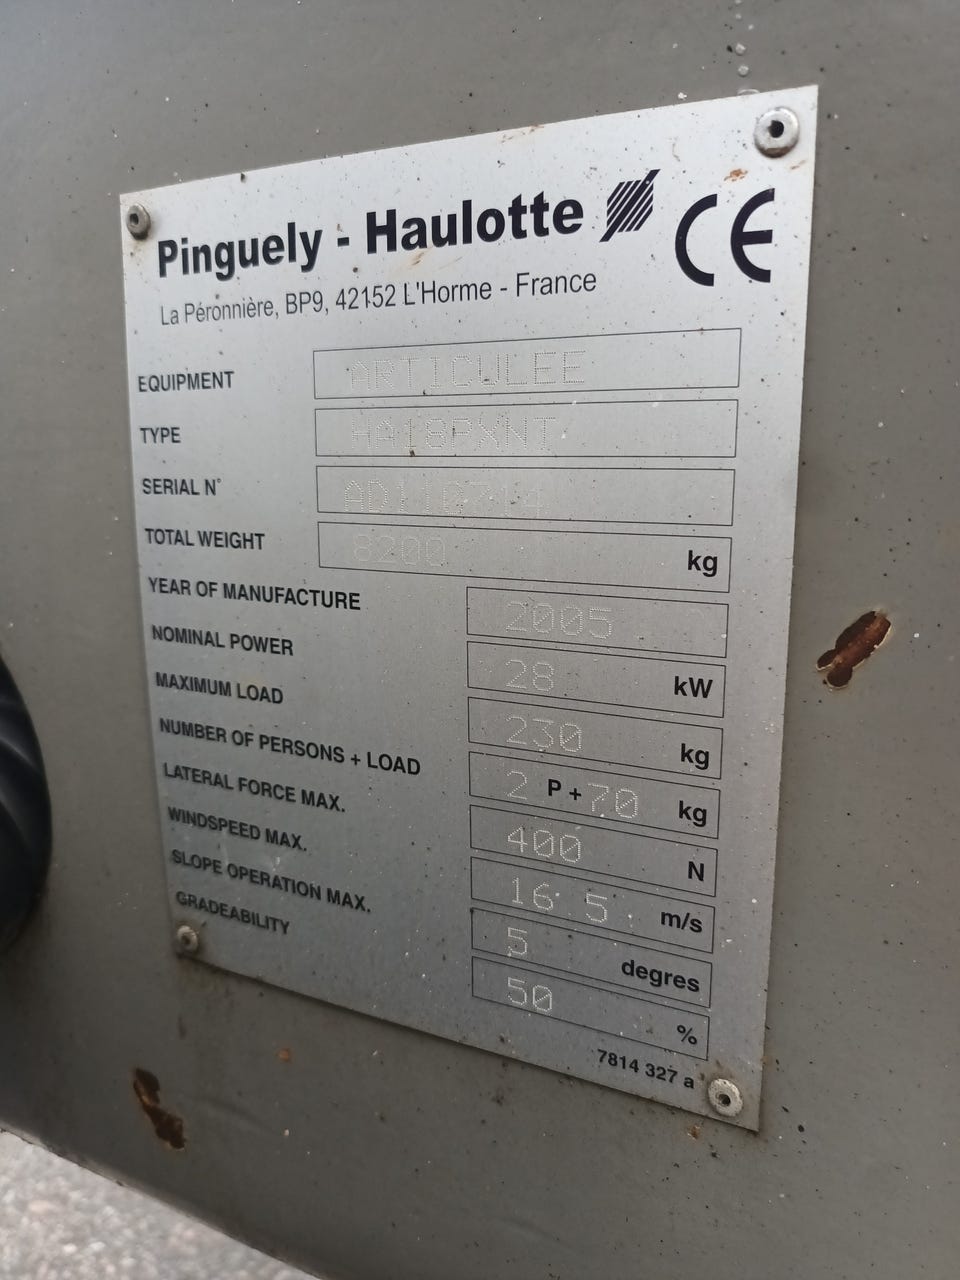 Pinguely - Haulotte CE
La Péronnière, BP9, 42152 L'Horme - France
EQUIPMENT ARTICULEE
TYPE HA18PXNT
SERIAL N° AD110714
TOTAL WEIGHT 8200 kg
YEAR OF MANUFACTURE 2005
NOMINAL POWER 28 kW
MAXIMUM LOAD 230 kg
NUMBER OF PERSONS + LOAD 2 P + 70 kg
LATERAL FORCE MAX. 400 N
WINDSPEED MAX. 16.5 m/s
SLOPE OPERATION MAX. 5 degres
GRADEABILITY 50 %
7814 327 a